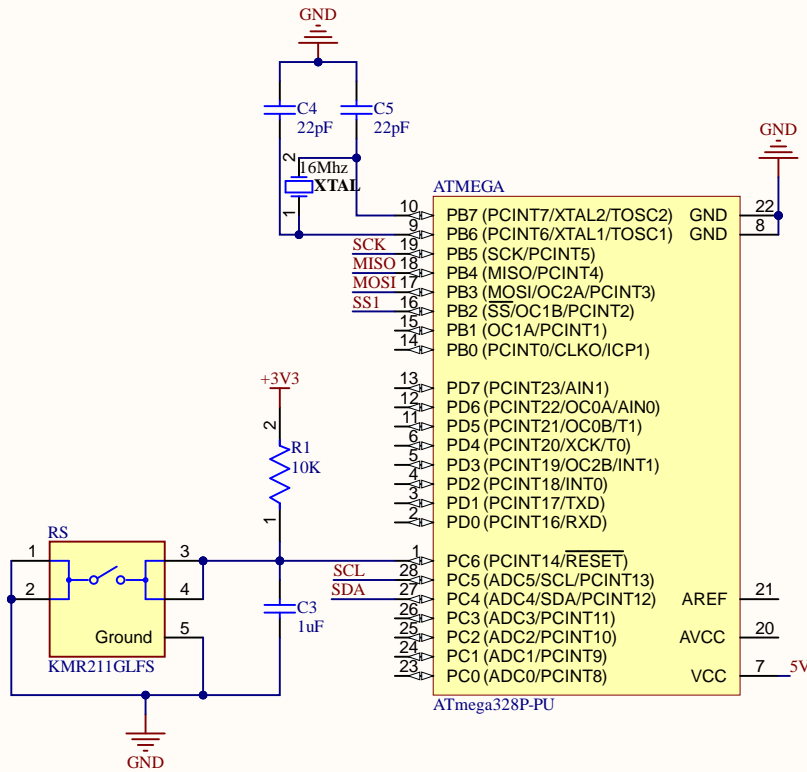 GND
C4
22pF
C5
22pF
2
16Mhz
XTAL
1
GND
ATMEGA
10 PB7 (PCINT7/XTAL2/TOSC2) GND 22
9 PB6 (PCINT6/XTAL1/TOSC1) GND 8
SCK 19 PB5 (SCK/PCINT5)
MISO 18 PB4 (MISO/PCINT4)
MOSI 17 PB3 (MOSI/OC2A/PCINT3)
SS1 16 PB2 (SS/OC1B/PCINT2)
15 PB1 (OC1A/PCINT1)
14 PB0 (PCINT0/CLKO/ICP1)
13 PD7 (PCINT23/AIN1)
12 PD6 (PCINT22/OC0A/AIN0)
11 PD5 (PCINT21/OC0B/T1)
6 PD4 (PCINT20/XCK/T0)
5 PD3 (PCINT19/OC2B/INT1)
4 PD2 (PCINT18/INT0)
3 PD1 (PCINT17/TXD)
2 PD0 (PCINT16/RXD)
1 PC6 (PCINT14/RESET)
SCL 28 PC5 (ADC5/SCL/PCINT13)
SDA 27 PC4 (ADC4/SDA/PCINT12) AREF 21
26 PC3 (ADC3/PCINT11)
25 PC2 (ADC2/PCINT10) AVCC 20
24 PC1 (ADC1/PCINT9)
23 PC0 (ADC0/PCINT8) VCC 7 5V
ATmega328P-PU
+3V3
2
R1
10K
1
RS
1 3
2 4
Ground 5
KMR211GLFS
C3
1uF
GND